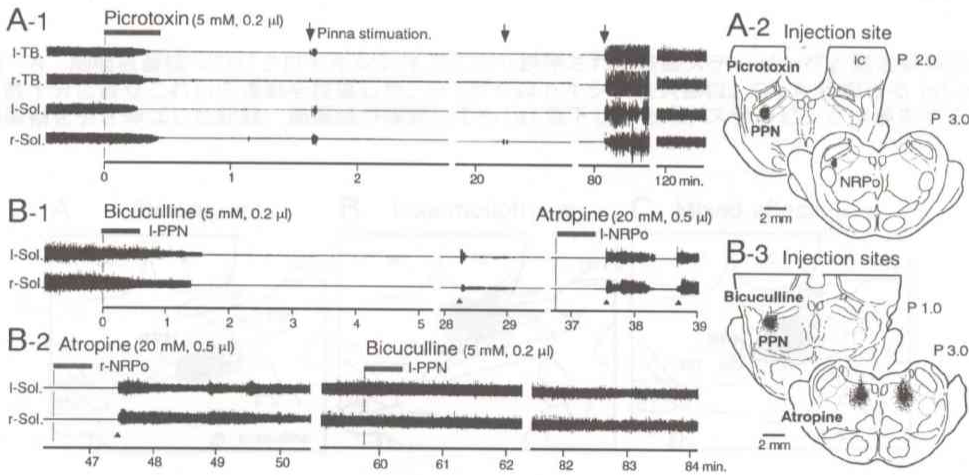 A-1
Picrotoxin (5 mM, 0.2 µl)
Pinna stimuation.
l-TB.
r-TB.
l-Sol.
r-Sol.
0 1 2 20 80 120 min.
A-2 Injection site
Picrotoxin
IC
P 2.0
PPN
P 3.0
NRPo
2 mm
B-1
Bicuculline (5 mM, 0.2 µl)
l-PPN
Atropine (20 mM, 0.5 µl)
l-NRPo
l-Sol.
r-Sol.
0 1 2 3 4 5 28 29 37 38 39
B-2
Atropine (20 mM, 0.5 µl)
r-NRPo
Bicuculline (5 mM, 0.2 µl)
l-PPN
l-Sol.
r-Sol.
47 48 49 50 60 61 62 82 83 84 min.
B-3 Injection sites
Bicuculline
P 1.0
PPN
P 3.0
Atropine
2 mm